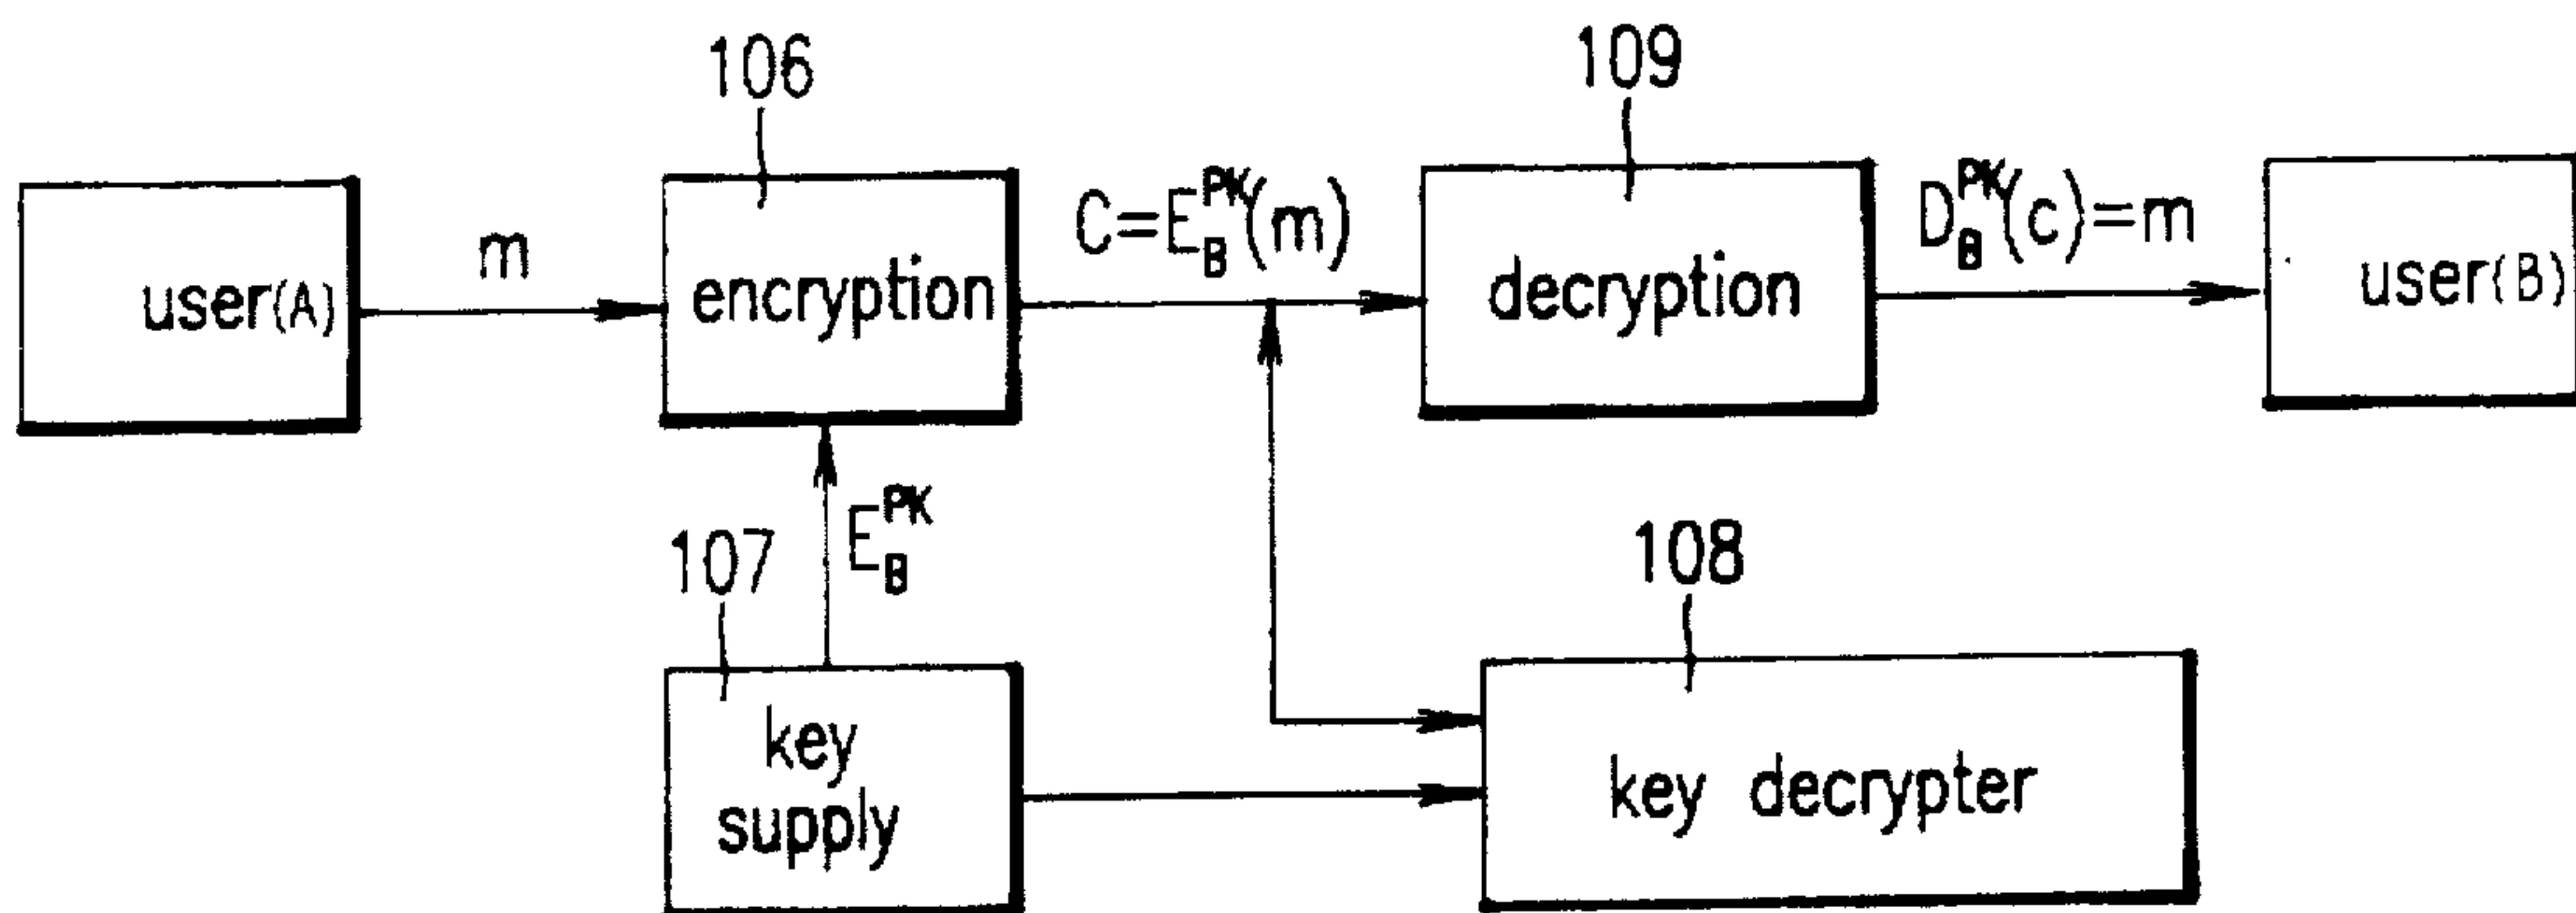 106
109
user(A)
m
encryption
C=E_B^PK(m)
decryption
D_B^PK(c)=m
user(B)
107
E_B^PK
108
key
supply
key decrypter